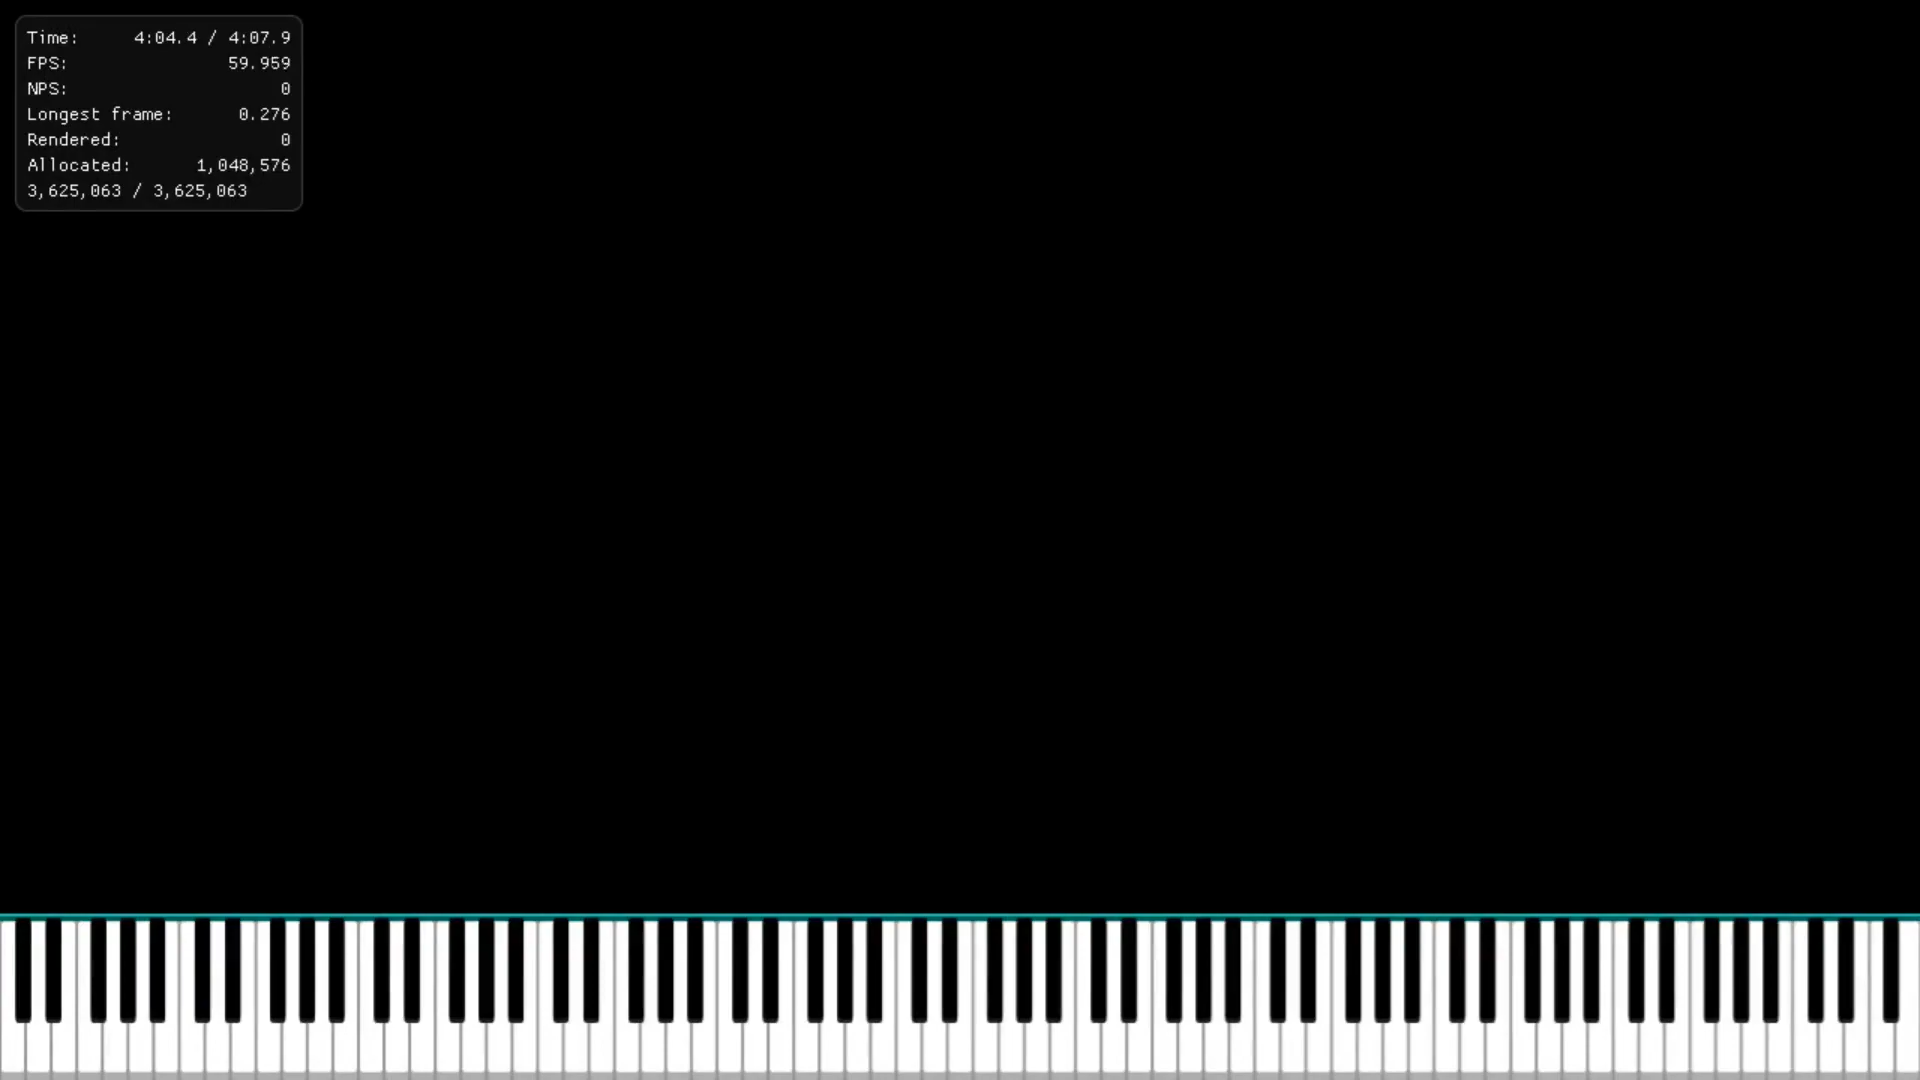 Time: 4:04.4 / 4:07.9
FPS: 59.959
NPS: 0
Longest frame: 0.276
Rendered: 0
Allocated: 1,048,576
3,625,063 / 3,625,063